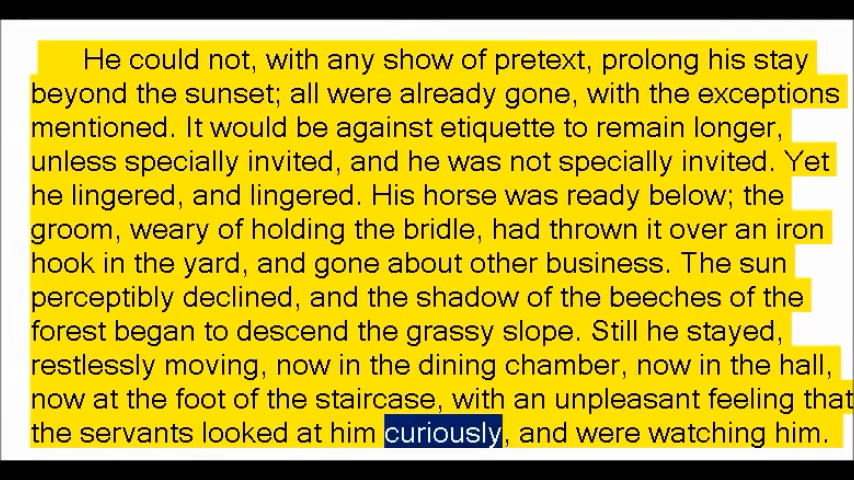 He could not, with any show of pretext, prolong his stay
beyond the sunset; all were already gone, with the exceptions
mentioned. It would be against etiquette to remain longer,
unless specially invited, and he was not specially invited. Yet
he lingered, and lingered. His horse was ready below; the
groom, weary of holding the bridle, had thrown it over an iron
hook in the yard, and gone about other business. The sun
perceptibly declined, and the shadow of the beeches of the
forest began to descend the grassy slope. Still he stayed,
restlessly moving, now in the dining chamber, now in the hall,
now at the foot of the staircase, with an unpleasant feeling that
the servants looked at him curiously, and were watching him.